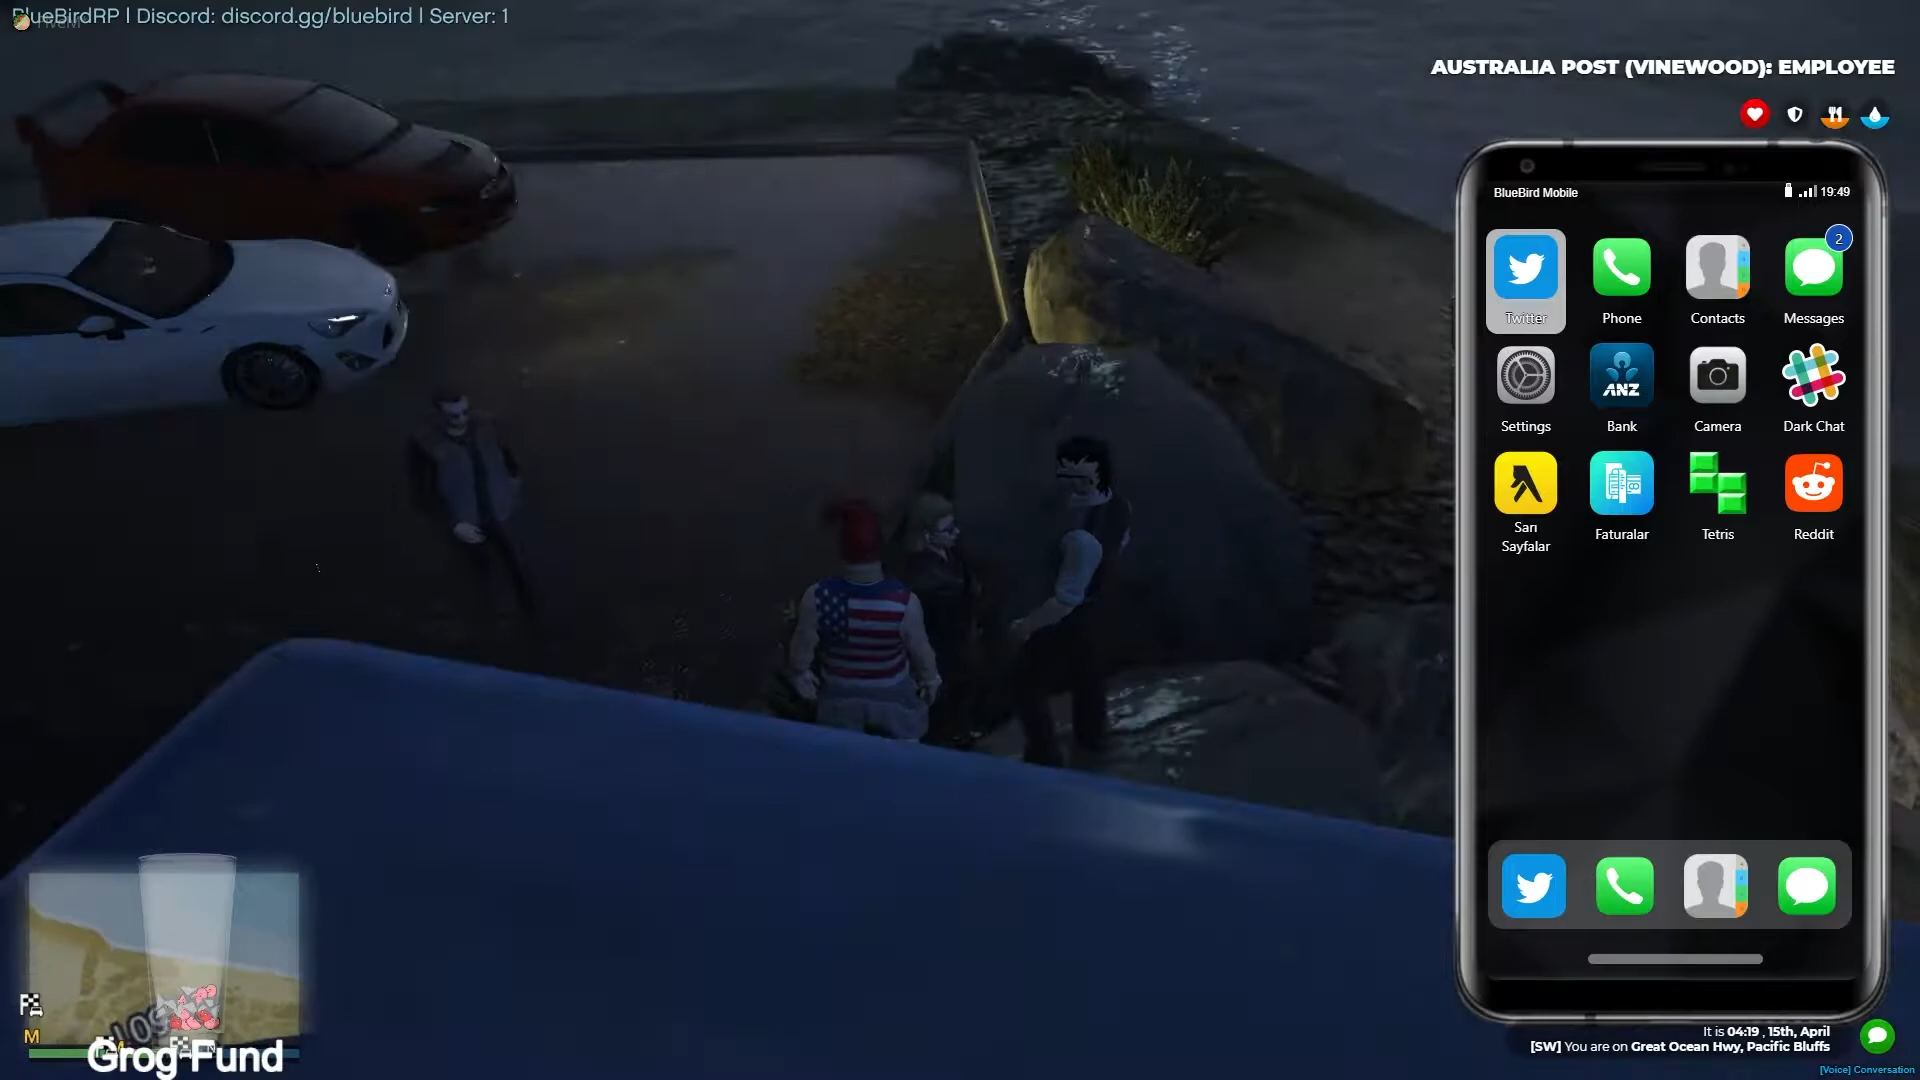 BlueBirdRP | Discord: discord.gg/bluebird | Server: 1
AUSTRALIA POST (VINEWOOD): EMPLOYEE
BlueBird Mobile
19:49
2
Twitter
Phone
Contacts
Messages
ANZ
Settings
Bank
Camera
Dark Chat
Sarı
Sayfalar
Faturalar
Tetris
Reddit
M
Grog Fund
It is 04:19 , 15th, April
[SW] You are on Great Ocean Hwy, Pacific Bluffs
[Voice] Conversation